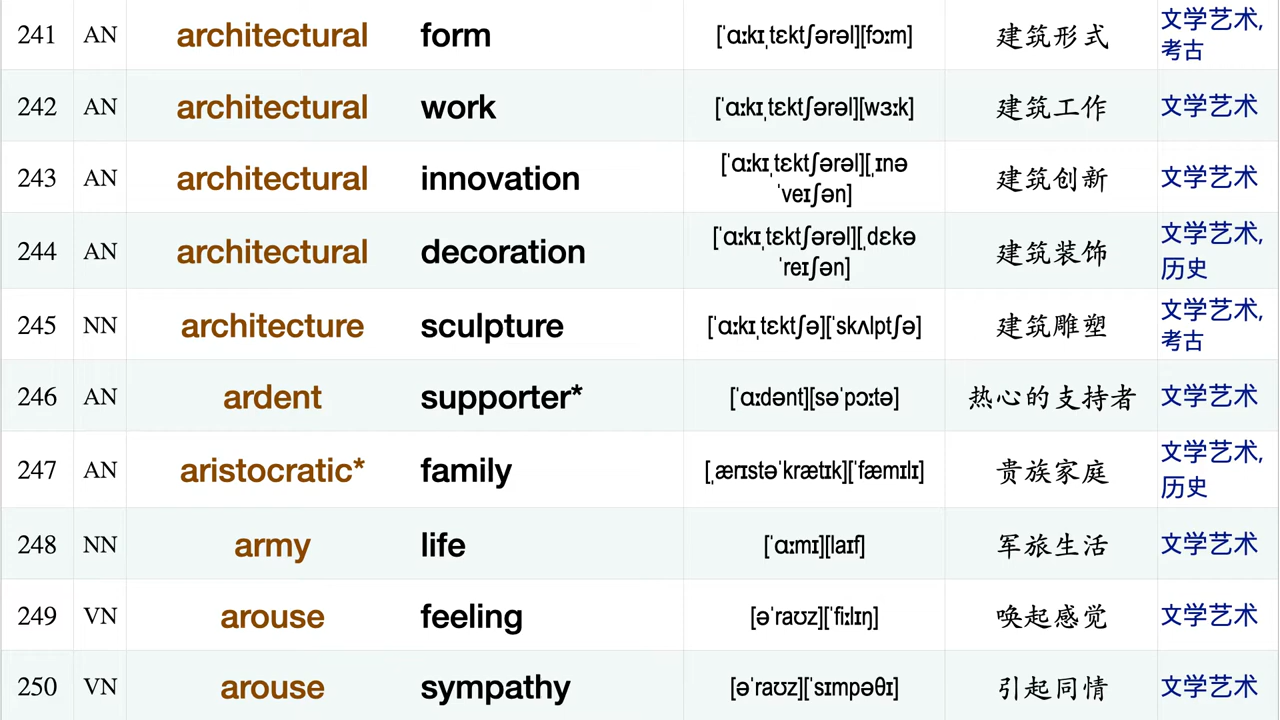 241 AN architectural form [ˈɑːkɪˌtɛktʃərəl][fɔːm] 建筑形式 文学艺术, 考古
242 AN architectural work [ˈɑːkɪˌtɛktʃərəl][wɜːk] 建筑工作 文学艺术
243 AN architectural innovation [ˈɑːkɪˌtɛktʃərəl][ˌɪnəˈveɪʃən] 建筑创新 文学艺术
244 AN architectural decoration [ˈɑːkɪˌtɛktʃərəl][ˌdɛkəˈreɪʃən] 建筑装饰 文学艺术, 历史
245 NN architecture sculpture [ˈɑːkɪˌtɛktʃə][ˈskʌlptʃə] 建筑雕塑 文学艺术, 考古
246 AN ardent supporter* [ˈɑːdənt][səˈpɔːtə] 热心的支持者 文学艺术
247 AN aristocratic* family [ˌærɪstəˈkrætɪk][ˈfæmɪlɪ] 贵族家庭 文学艺术, 历史
248 NN army life [ˈɑːmɪ][laɪf] 军旅生活 文学艺术
249 VN arouse feeling [əˈraʊz][ˈfiːlɪŋ] 唤起感觉 文学艺术
250 VN arouse sympathy [əˈraʊz][ˈsɪmpəθɪ] 引起同情 文学艺术